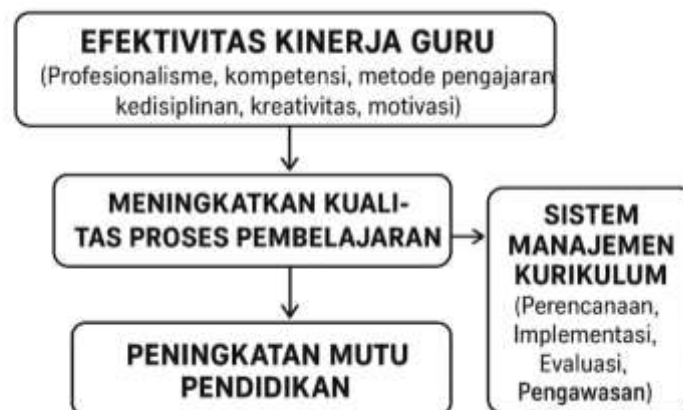 EFEKTIVITAS KINERJA GURU
(Profesionalisme, kompetensi, metode pengajaran
kedisiplinan, kreativitas, motivasi)
MENINGKATKAN KUALI-
TAS PROSES PEMBELAJARAN
SISTEM
MANAJEMEN
KURIKULUM
(Perencanaan,
Implementasi,
Evaluasi,
Pengawasan)
PENINGKATAN MUTU
PENDIDIKAN